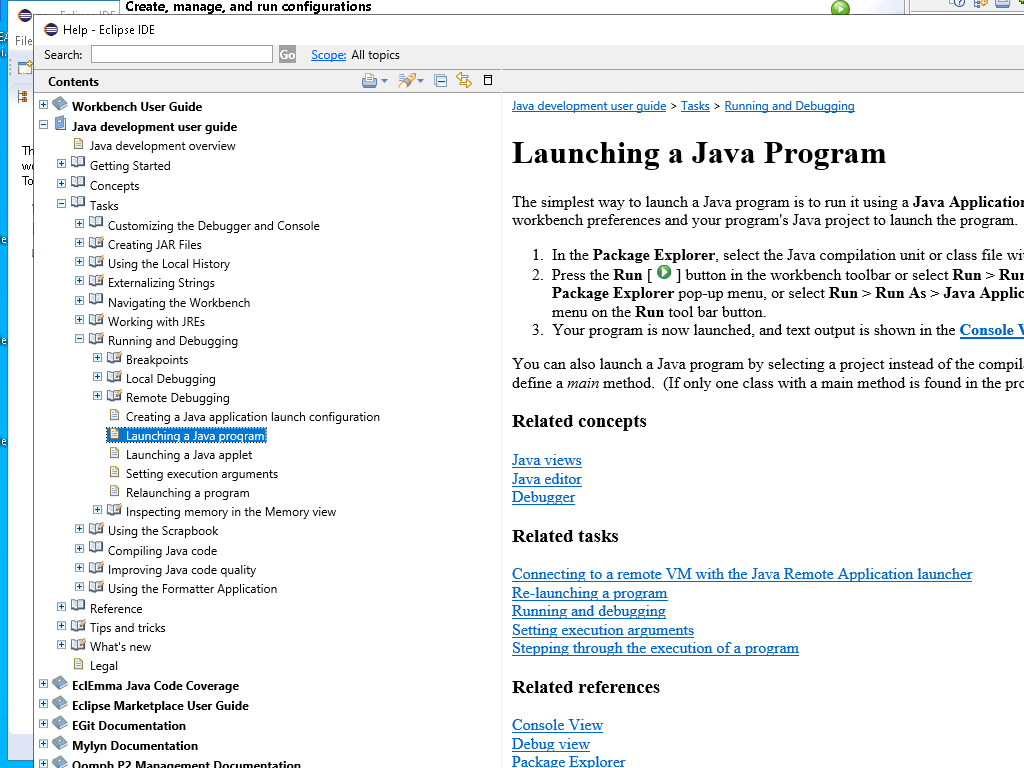 Create, manage, and run configurations
Eclipse IDE
Help - Eclipse IDE
File
Search:
Go
Scope: All topics
Contents
Workbench User Guide
Java development user guide
Java development overview
Getting Started
Concepts
Tasks
Customizing the Debugger and Console
Creating JAR Files
Using the Local History
Externalizing Strings
Navigating the Workbench
Working with JREs
Running and Debugging
Breakpoints
Local Debugging
Remote Debugging
Creating a Java application launch configuration
Launching a Java program
Launching a Java applet
Setting execution arguments
Relaunching a program
Inspecting memory in the Memory view
Using the Scrapbook
Compiling Java code
Improving Java code quality
Using the Formatter Application
Reference
Tips and tricks
What's new
Legal
EclEmma Java Code Coverage
Eclipse Marketplace User Guide
EGit Documentation
Mylyn Documentation
Oomph P2 Management Documentation
Java development user guide > Tasks > Running and Debugging
Launching a Java Program
The simplest way to launch a Java program is to run it using a Java Application
workbench preferences and your program's Java project to launch the program.
1. In the Package Explorer, select the Java compilation unit or class file wi
2. Press the Run [ ] button in the workbench toolbar or select Run > Run
Package Explorer pop-up menu, or select Run > Run As > Java Applic
menu on the Run tool bar button.
3. Your program is now launched, and text output is shown in the Console V
You can also launch a Java program by selecting a project instead of the compil
define a main method. (If only one class with a main method is found in the pro
Related concepts
Java views
Java editor
Debugger
Related tasks
Connecting to a remote VM with the Java Remote Application launcher
Re-launching a program
Running and debugging
Setting execution arguments
Stepping through the execution of a program
Related references
Console View
Debug view
Package Explorer